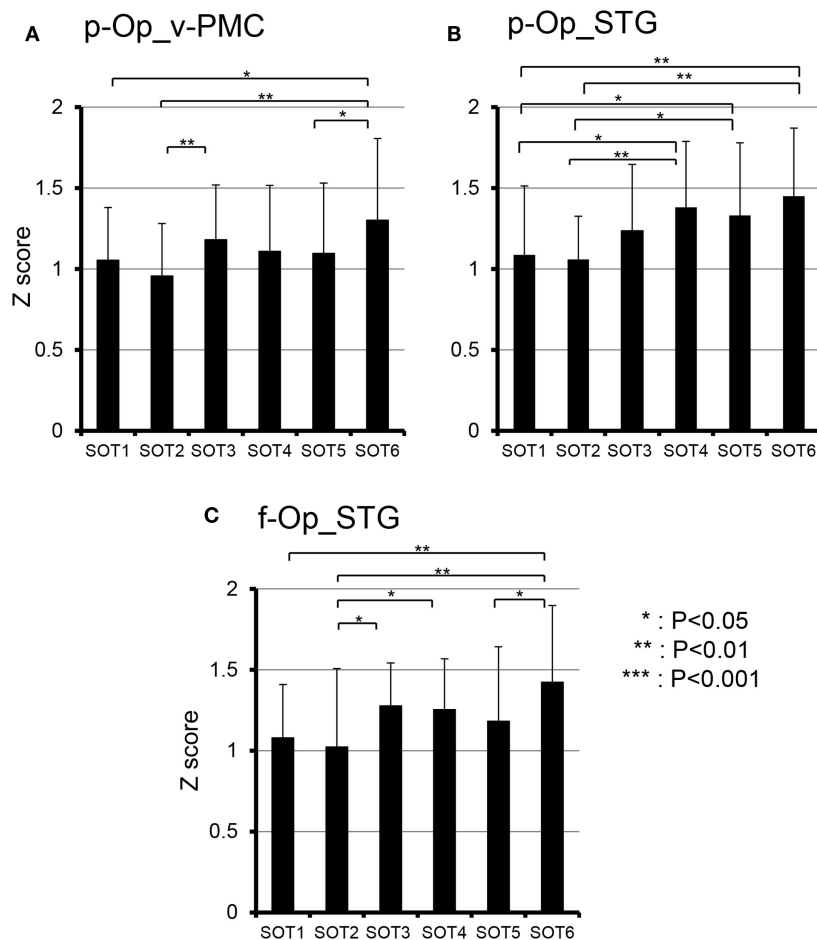 A p-Op_v-PMC
*
**
**
*
2
1.5
1
0.5
0
Z score
SOT1 SOT2 SOT3 SOT4 SOT5 SOT6
B p-Op_STG
**
**
*
*
*
**
2
1.5
1
0.5
0
SOT1 SOT2 SOT3 SOT4 SOT5 SOT6
C f-Op_STG
**
**
*
*
*
2
1.5
1
0.5
0
Z score
SOT1 SOT2 SOT3 SOT4 SOT5 SOT6
* : P<0.05
** : P<0.01
*** : P<0.001